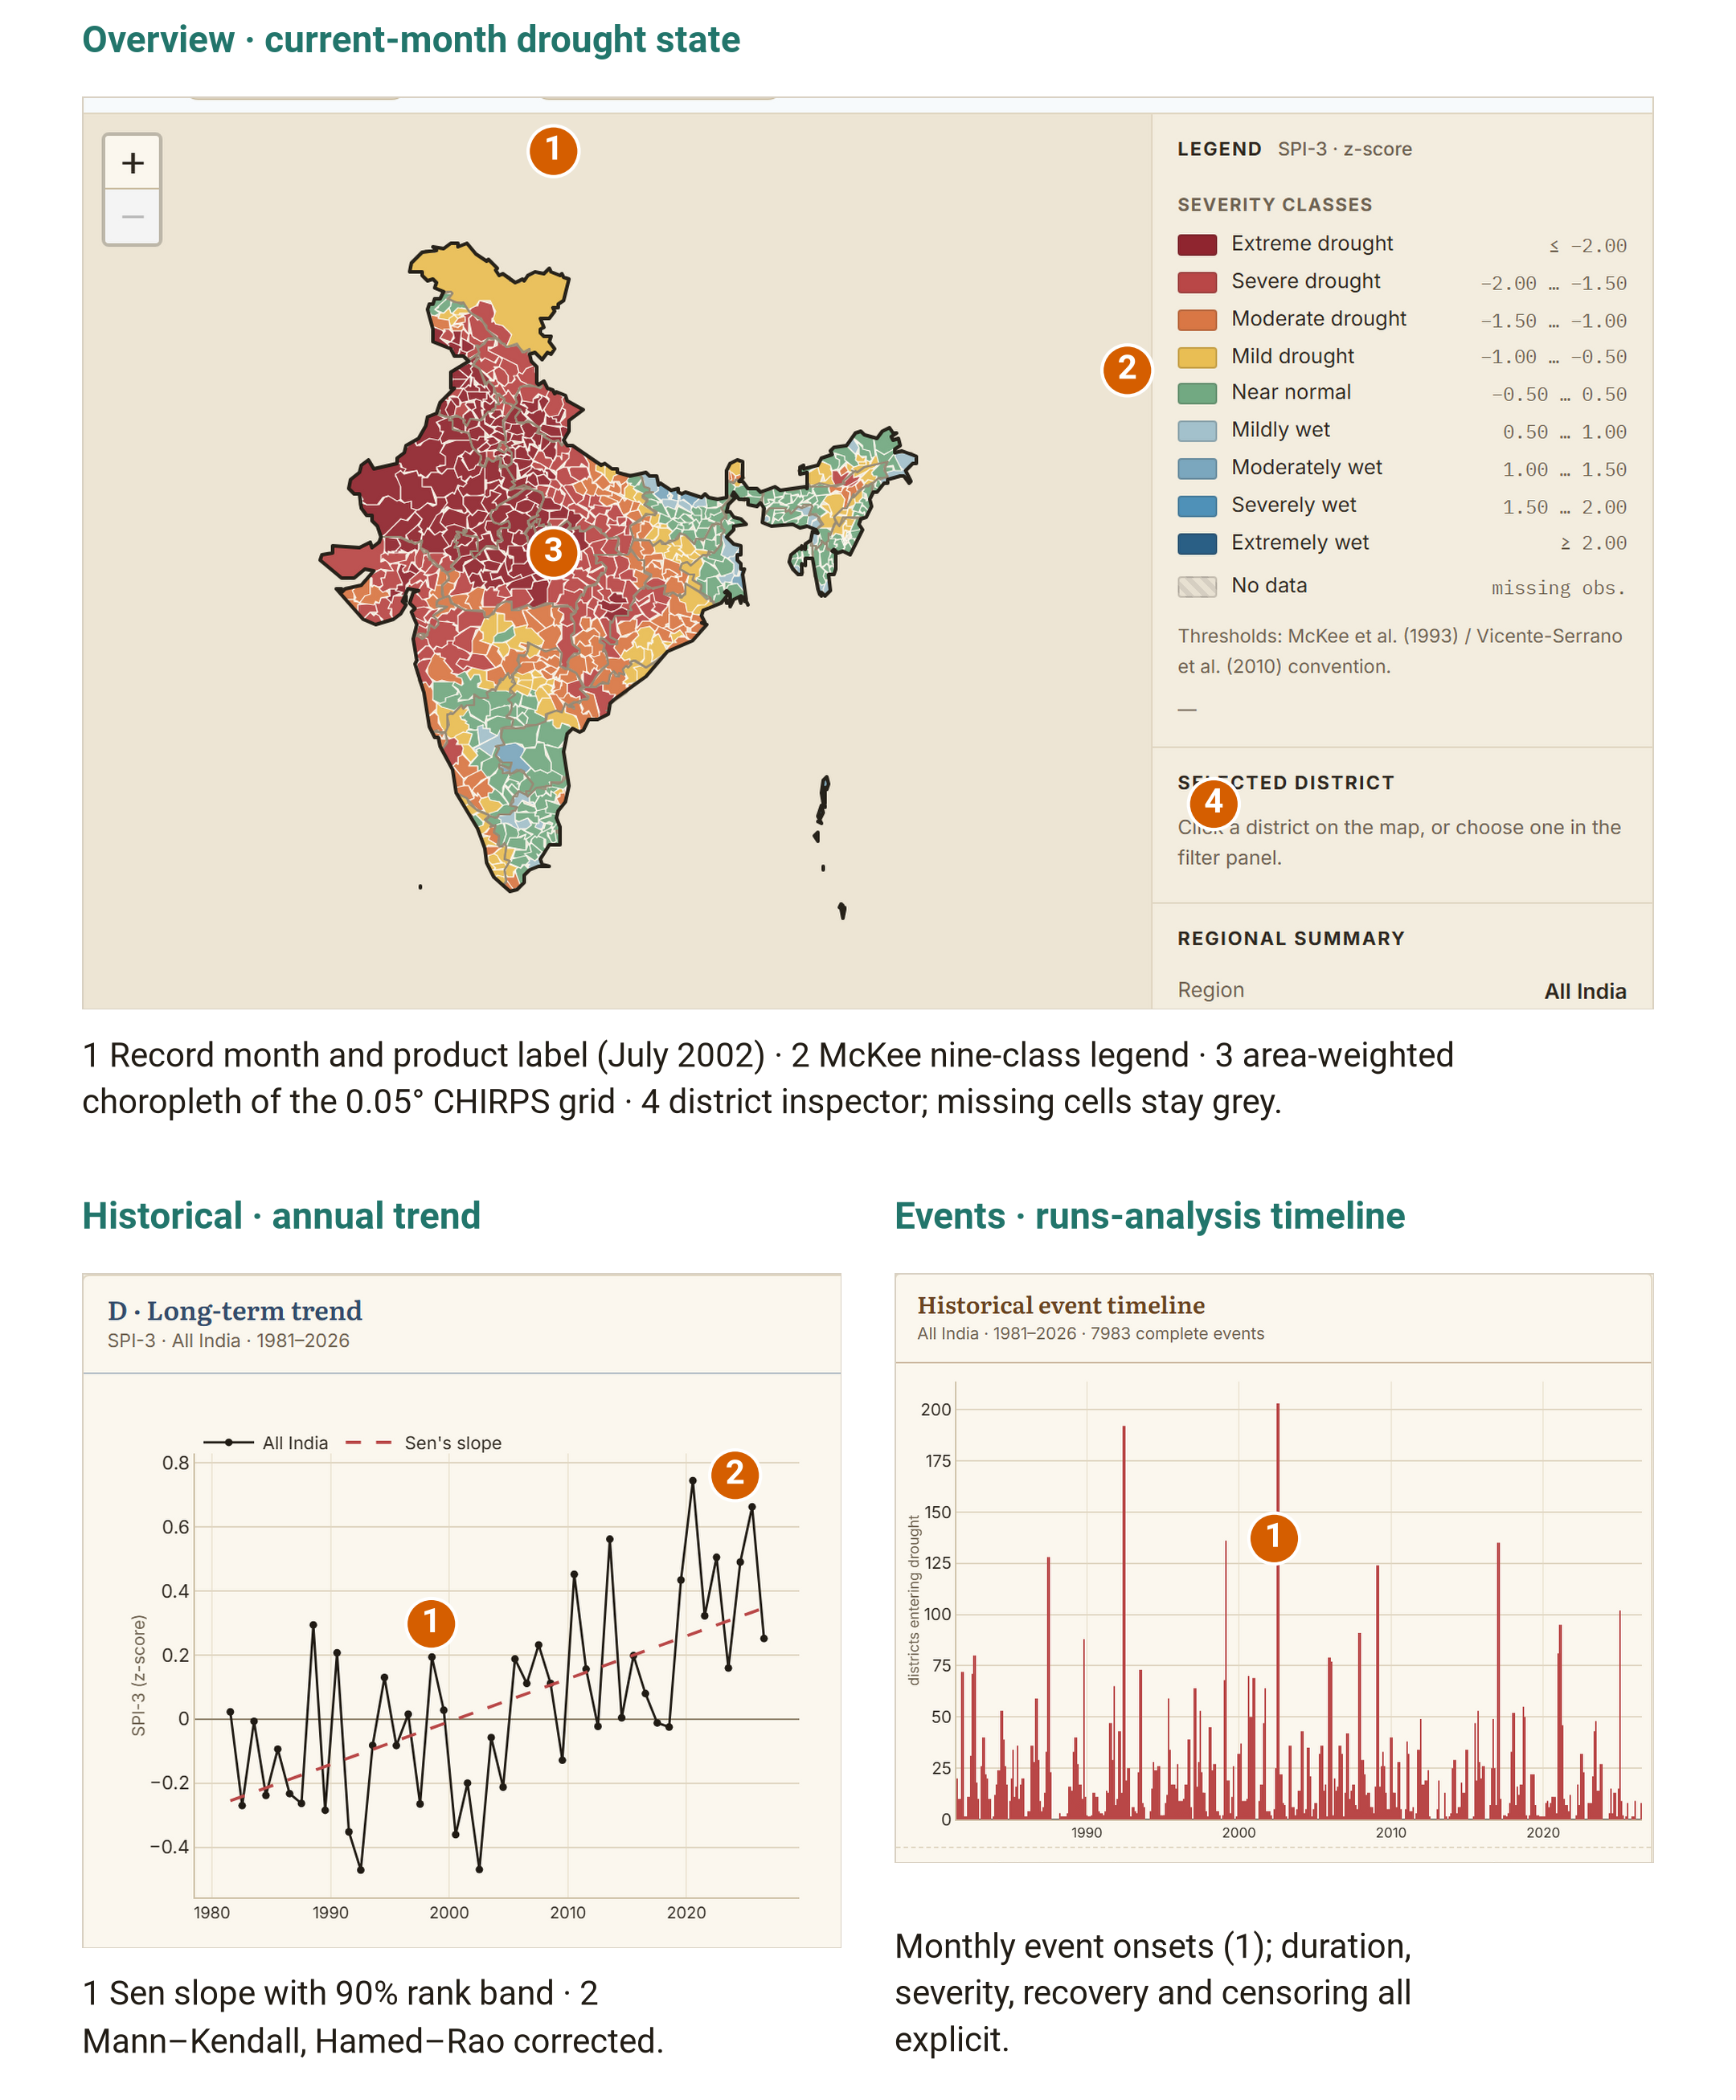 Overview · current-month drought state
1
+
−
2
3
4
LEGEND SPI-3 · z-score
SEVERITY CLASSES
Extreme drought ≤ −2.00
Severe drought −2.00 … −1.50
Moderate drought −1.50 … −1.00
Mild drought −1.00 … −0.50
Near normal −0.50 … 0.50
Mildly wet 0.50 … 1.00
Moderately wet 1.00 … 1.50
Severely wet 1.50 … 2.00
Extremely wet ≥ 2.00
No data missing obs.
Thresholds: McKee et al. (1993) / Vicente-Serrano
et al. (2010) convention.
—
SELECTED DISTRICT
Click a district on the map, or choose one in the
filter panel.
REGIONAL SUMMARY
Region All India
1 Record month and product label (July 2002) · 2 McKee nine-class legend · 3 area-weighted
choropleth of the 0.05° CHIRPS grid · 4 district inspector; missing cells stay grey.
Historical · annual trend
D · Long-term trend
SPI-3 · All India · 1981–2026
All India Sen's slope
SPI-3 (z-score)
0.8
0.6
0.4
0.2
0
−0.2
−0.4
1980 1990 2000 2010 2020
1
2
1 Sen slope with 90% rank band · 2
Mann–Kendall, Hamed–Rao corrected.
Events · runs-analysis timeline
Historical event timeline
All India · 1981–2026 · 7983 complete events
districts entering drought
200
175
150
125
100
75
50
25
0
1990 2000 2010 2020
1
Monthly event onsets (1); duration,
severity, recovery and censoring all
explicit.